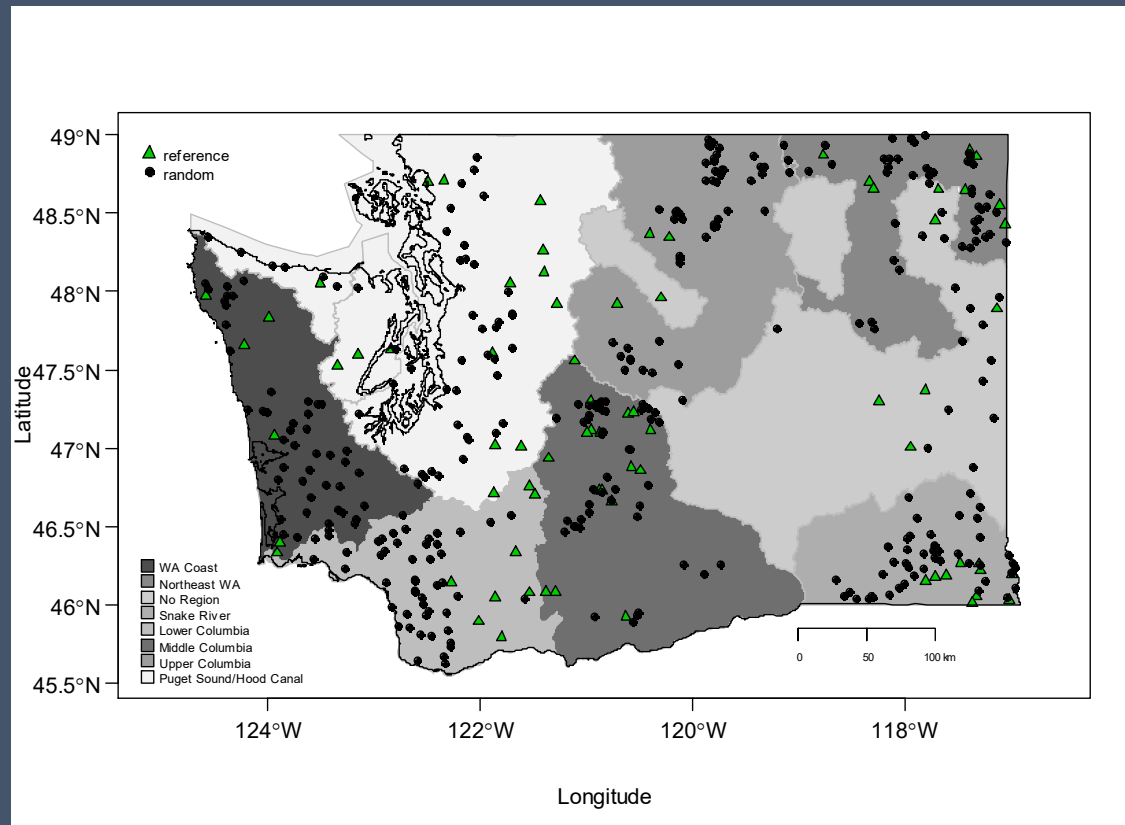 reference
random
49°N
48.5°N
48°N
47.5°N
47°N
46.5°N
46°N
45.5°N
Latitude
WA Coast
Northeast WA
No Region
Snake River
Lower Columbia
Middle Columbia
Upper Columbia
Puget Sound/Hood Canal
0 50 100 km
124°W 122°W 120°W 118°W
Longitude